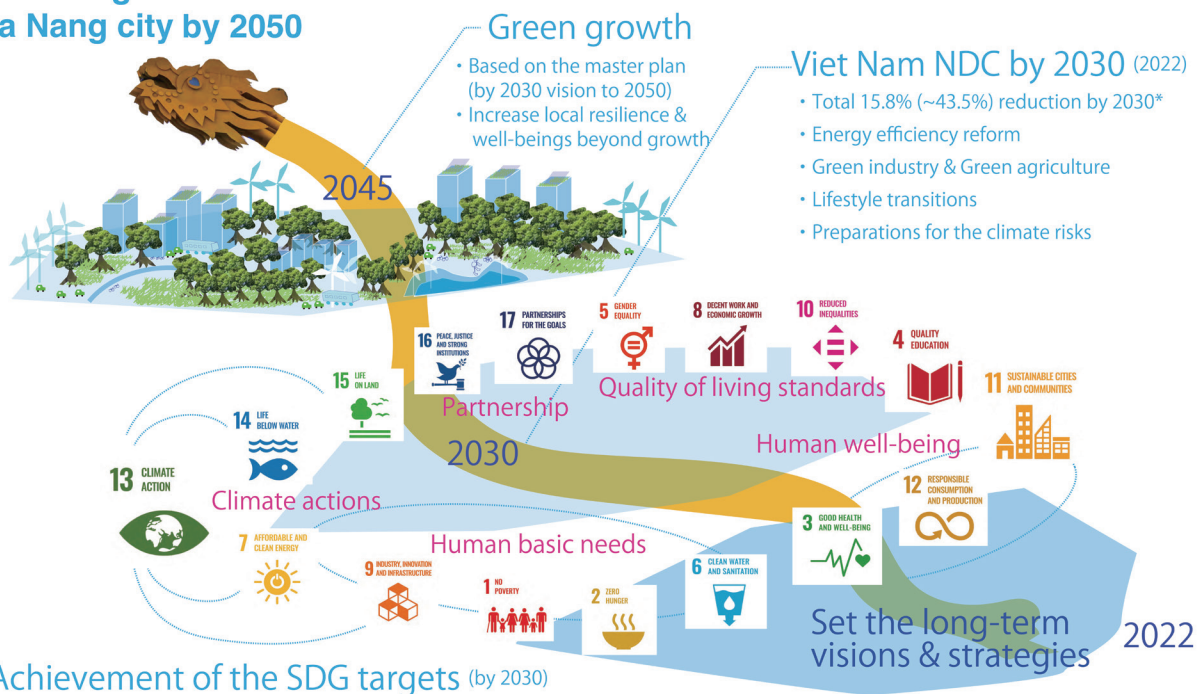 a Nang city by 2050
Green growth
• Based on the master plan
(by 2030 vision to 2050)
• Increase local resilience &
well-beings beyond growth
Viet Nam NDC by 2030 (2022)
• Total 15.8% (~43.5%) reduction by 2030*
• Energy efficiency reform
• Green industry & Green agriculture
• Lifestyle transitions
• Preparations for the climate risks
2045
16 PEACE, JUSTICE
AND STRONG
INSTITUTIONS
17 PARTNERSHIPS
FOR THE GOALS
5 GENDER
EQUALITY
8 DECENT WORK AND
ECONOMIC GROWTH
10 REDUCED
INEQUALITIES
4 QUALITY
EDUCATION
11 SUSTAINABLE CITIES
AND COMMUNITIES
15 LIFE
ON LAND
Partnership
Quality of living standards
14 LIFE
BELOW WATER
2030
Human well-being
13 CLIMATE
ACTION
Climate actions
12 RESPONSIBLE
CONSUMPTION
AND PRODUCTION
3 GOOD HEALTH
AND WELL-BEING
7 AFFORDABLE AND
CLEAN ENERGY
Human basic needs
9 INDUSTRY, INNOVATION
AND INFRASTRUCTURE
1 NO
POVERTY
2 ZERO
HUNGER
6 CLEAN WATER
AND SANITATION
Set the long-term
visions & strategies
2022
Achievement of the SDG targets (by 2030)